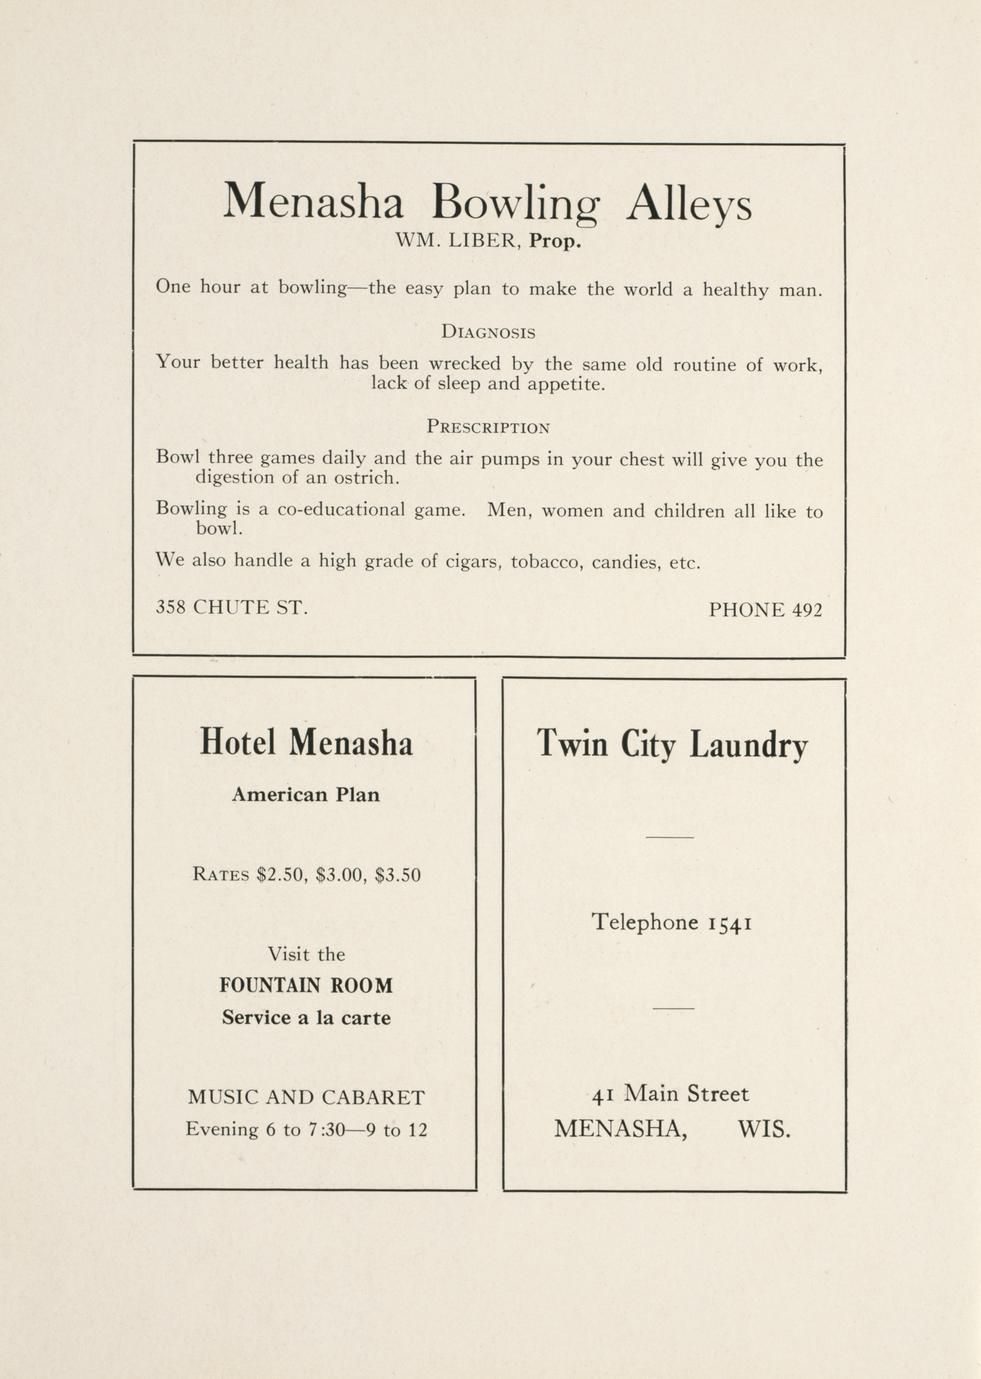 Menasha Bowling Alleys
WM. LIBER, Prop.
One hour at bowling—the easy plan to make the world a healthy man.
DIAGNOSIS
Your better health has been wrecked by the same old routine of work,
lack of sleep and appetite.
PRESCRIPTION
Bowl three games daily and the air pumps in your chest will give you the
digestion of an ostrich.
Bowling is a co-educational game. Men, women and children all like to
bowl.
We also handle a high grade of cigars, tobacco, candies, etc.
358 CHUTE ST. PHONE 492
Hotel Menasha
American Plan
RATES $2.50, $3.00, $3.50
Visit the
FOUNTAIN ROOM
Service a la carte
MUSIC AND CABARET
Evening 6 to 7:30—9 to 12
Twin City Laundry
Telephone 1541
41 Main Street
MENASHA, WIS.